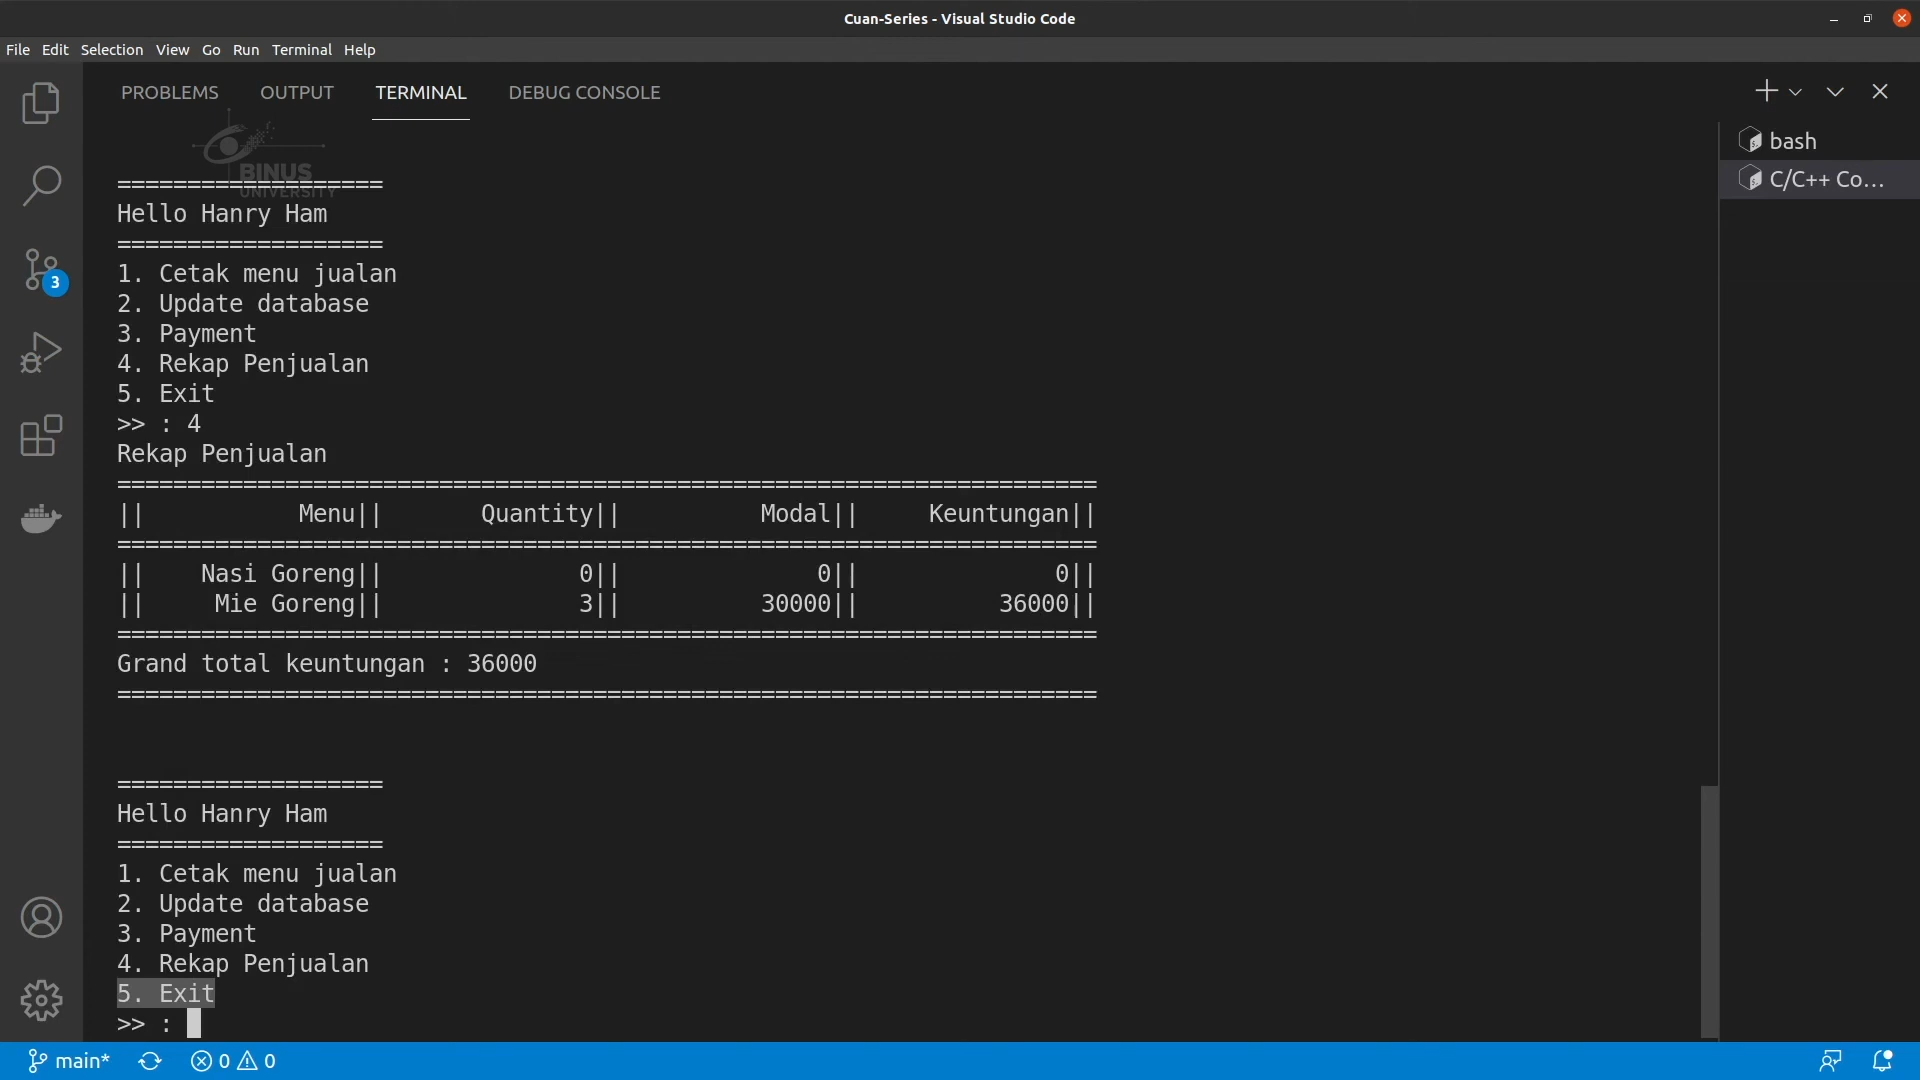 Cuan-Series - Visual Studio Code
File Edit Selection View Go Run Terminal Help
PROBLEMS OUTPUT TERMINAL DEBUG CONSOLE
BINUS
UNIVERSITY
===================
Hello Hanry Ham
===================
1. Cetak menu jualan
2. Update database
3. Payment
4. Rekap Penjualan
5. Exit
>> : 4
Rekap Penjualan
======================================================================
||           Menu||       Quantity||          Modal||     Keuntungan||
======================================================================
||    Nasi Goreng||              0||              0||              0||
||     Mie Goreng||              3||          30000||          36000||
======================================================================
Grand total keuntungan : 36000
======================================================================
===================
Hello Hanry Ham
===================
1. Cetak menu jualan
2. Update database
3. Payment
4. Rekap Penjualan
5. Exit
>> :
bash
C/C++ Co...
3
main* 0 0